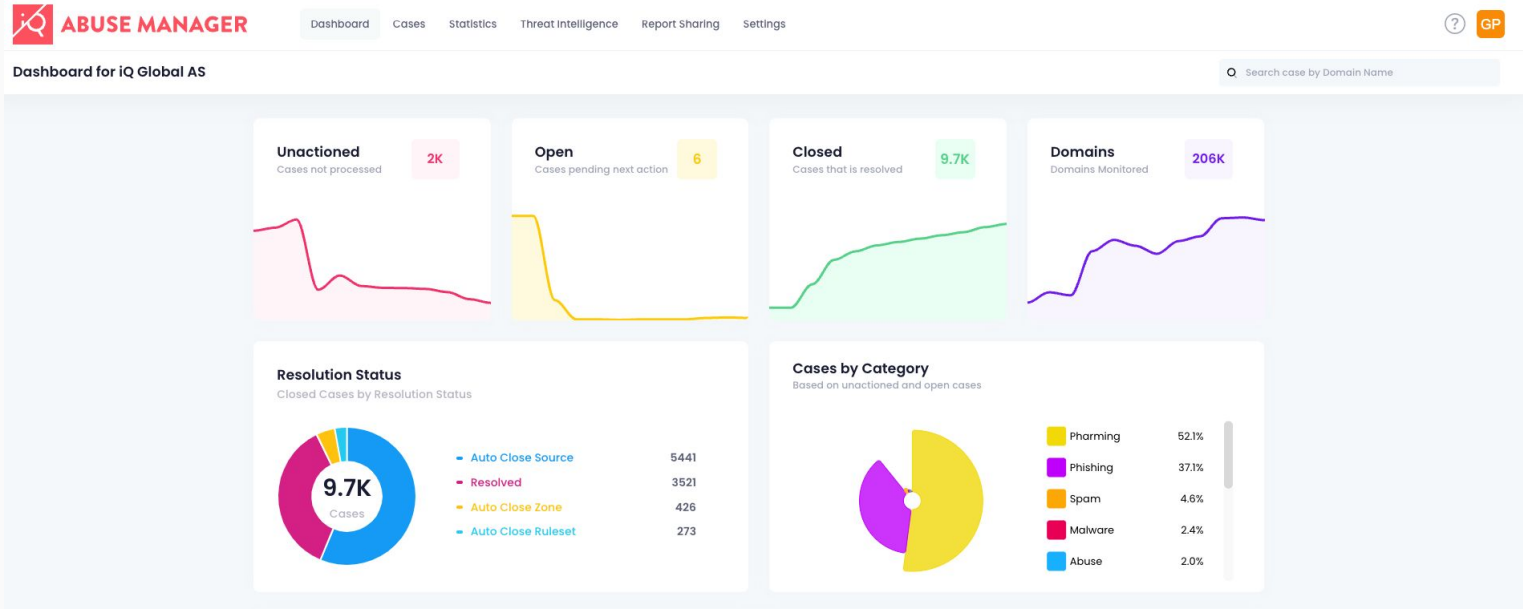 iQ ABUSE MANAGER
Dashboard Cases Statistics Threat Intelligence Report Sharing Settings
? GP
Dashboard for iQ Global AS
Search case by Domain Name
Unactioned
Cases not processed
2K
Open
Cases pending next action
6
Closed
Cases that is resolved
9.7K
Domains
Domains Monitored
206K
Resolution Status
Closed Cases by Resolution Status
9.7K
Cases
Auto Close Source 5441
Resolved 3521
Auto Close Zone 426
Auto Close Ruleset 273
Cases by Category
Based on unactioned and open cases
Pharming 52.1%
Phishing 37.1%
Spam 4.6%
Malware 2.4%
Abuse 2.0%